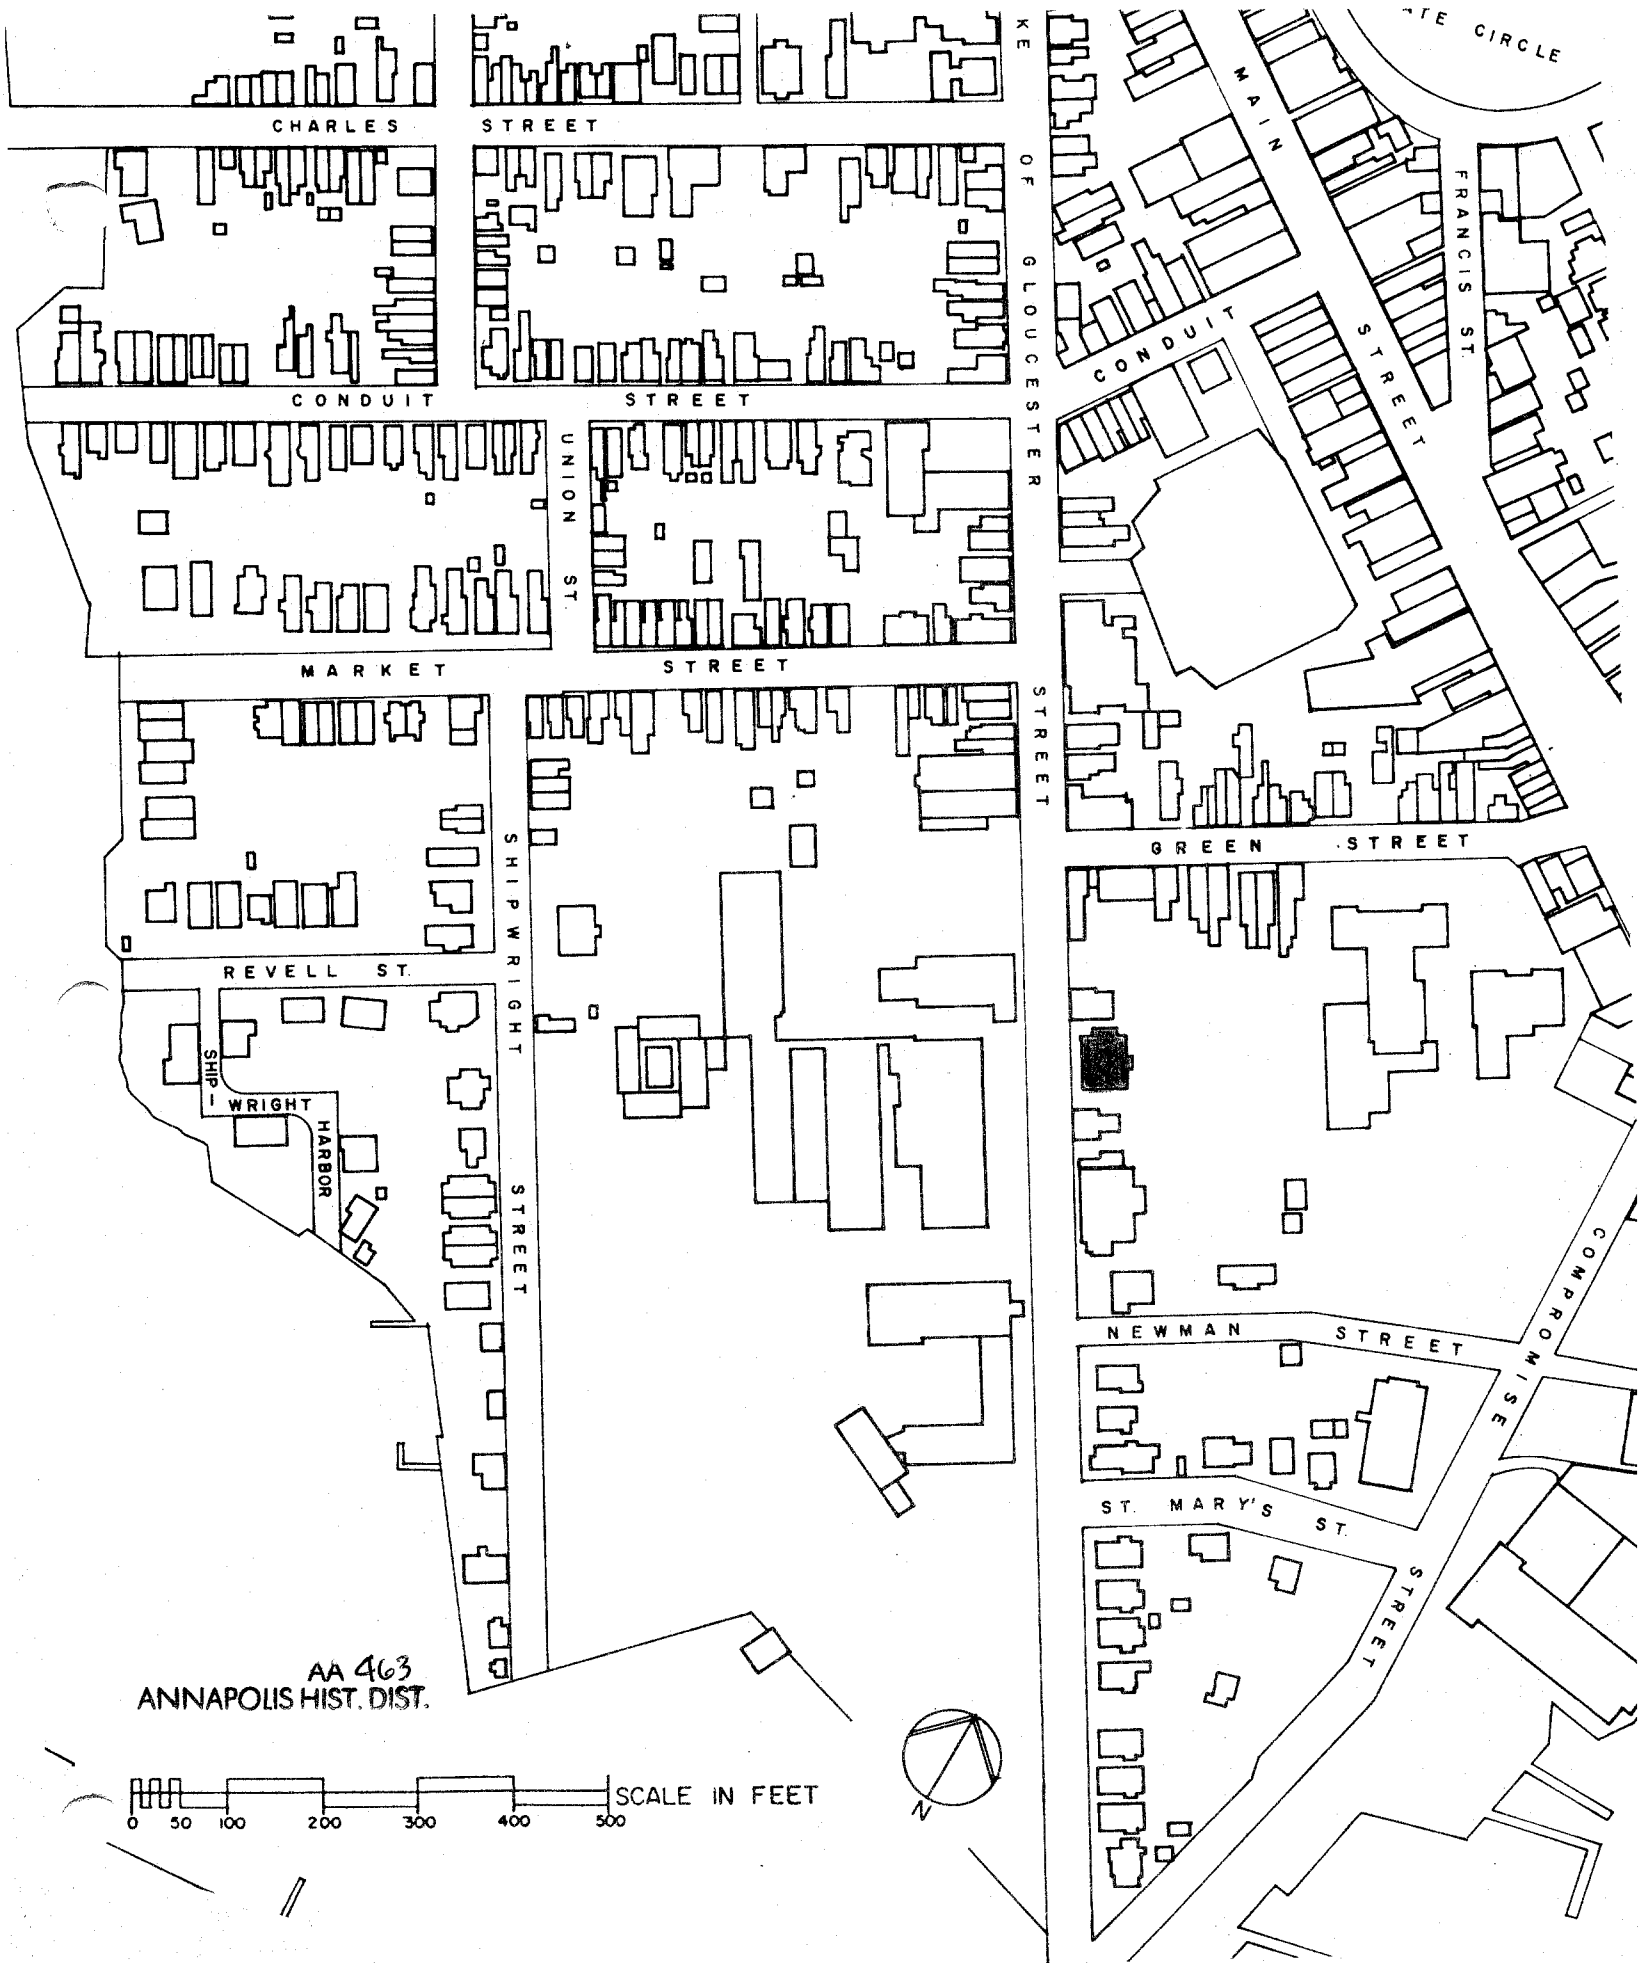 ATE CIRCLE
KE OF GLOUCESTER STREET
MAIN STREET
CHARLES STREET
FRANCIS ST.
CONDUIT
CONDUIT STREET
UNION ST.
MARKET STREET
GREEN STREET
SHIPWRIGHT STREET
REVELL ST.
SHIP-
WRIGHT
HARBOR
COMPROMISE STREET
NEWMAN STREET
ST. MARY'S ST.
AA 463
ANNAPOLIS HIST. DIST.
SCALE IN FEET
0 50 100 200 300 400 500
N